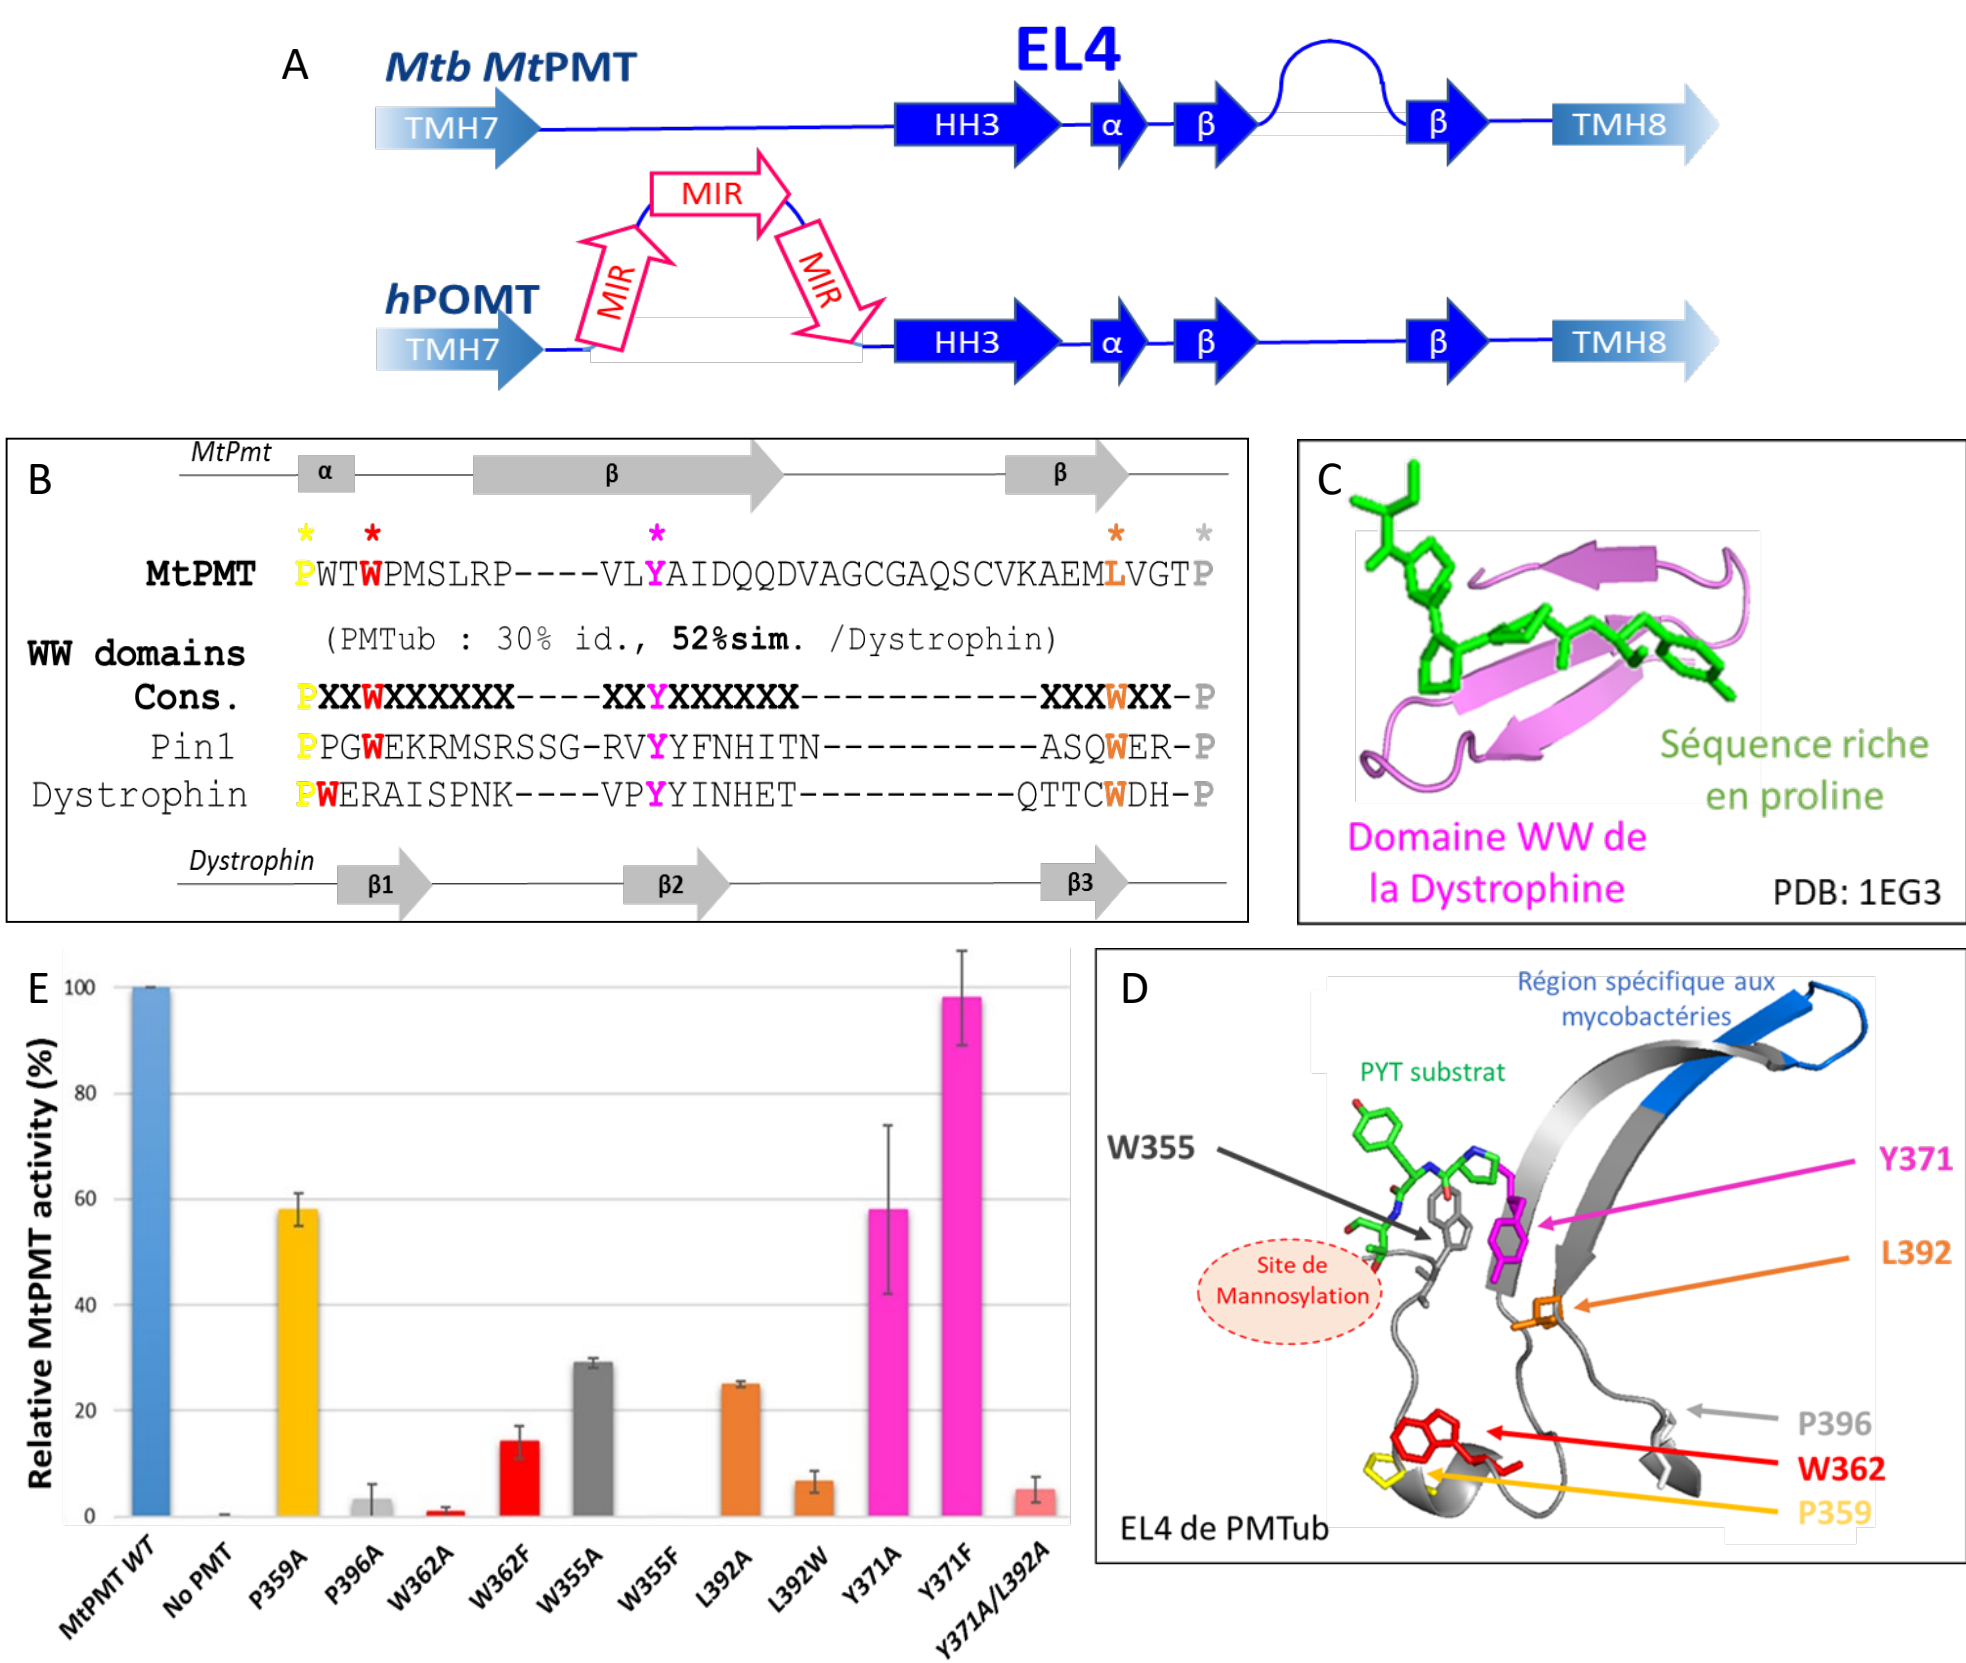 A
Mtb MtPMT
EL4
TMH7
HH3
α
β
β
TMH8
MIR
MIR
MIR
hPOMT
TMH7
HH3
α
β
β
TMH8
B
MtPmt
α
β
β
* * * * *
MtPMT PWTWPMSLRP----VLYAIDQQDVAGCGAQSCVKAEMLVGTP
(PMTub : 30% id., 52%sim. /Dystrophin)
WW domains
Cons. PXXWXXXXXX----XXYXXXXXX-----------XXXWXX-P
Pin1 PPGWEKRMSRSSG-RVYYFNHITN----------ASQWER-P
Dystrophin PWERAISPNK----VPYYINHET----------QTTCWDH-P
Dystrophin
β1
β2
β3
C
Séquence riche
en proline
Domaine WW de
la Dystrophine
PDB: 1EG3
E
Relative MtPMT activity (%)
100
80
60
40
20
0
MtPMT WT
No PMT
P359A
P396A
W362A
W362F
W355A
W355F
L392A
L392W
Y371A
Y371F
Y371A/L392A
D
Région spécifique aux
mycobactéries
PYT substrat
W355
Y371
L392
Site de
Mannosylation
P396
W362
P359
EL4 de PMTub